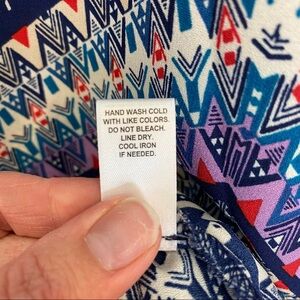 HAND WASH COLD
WITH LIKE COLORS.
DO NOT BLEACH.
LINE DRY.
COOL IRON
IF NEEDED.